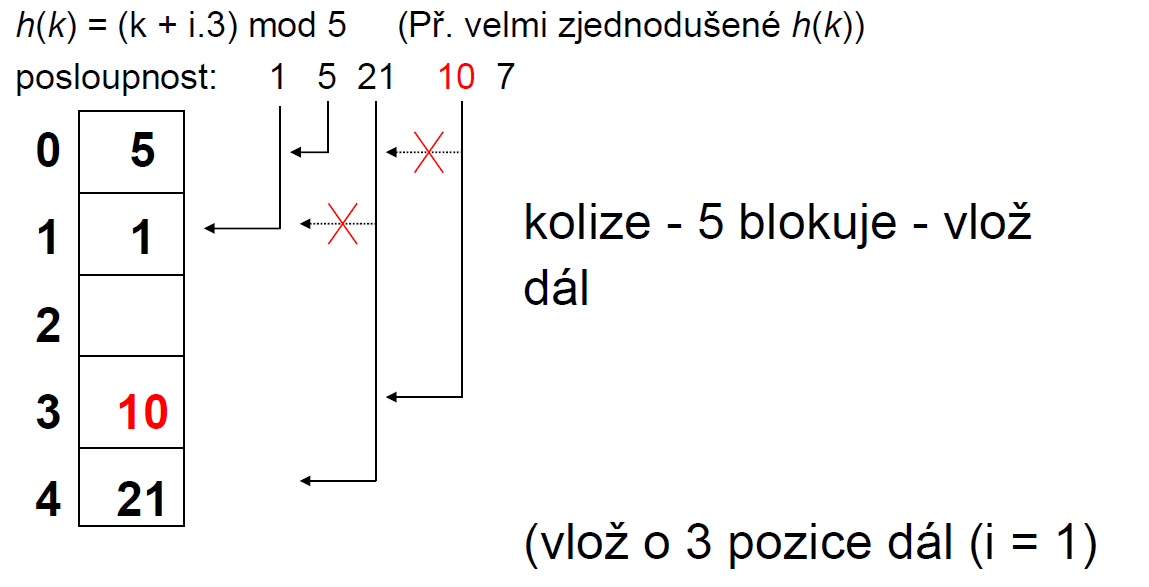 h(k) = (k + i.3) mod 5 (Př. velmi zjednodušené h(k))
posloupnost: 1 5 21 10 7
0 5
1 1
kolize - 5 blokuje - vlož
dál
2
3 10
4 21
(vlož o 3 pozice dál (i = 1)